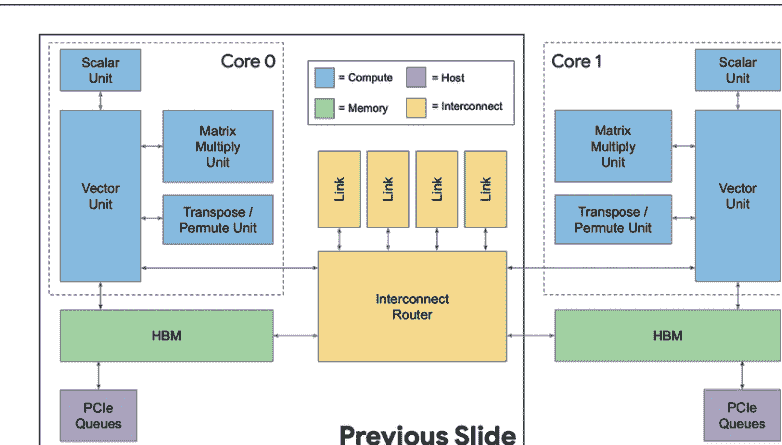 Core 0
Scalar
Unit
Vector
Unit
Matrix
Multiply
Unit
Transpose /
Permute Unit
HBM
PCIe
Queues
= Compute
= Host
= Memory
= Interconnect
Link
Link
Link
Link
Interconnect
Router
Previous Slide
Core 1
Scalar
Unit
Matrix
Multiply
Unit
Vector
Unit
Transpose /
Permute Unit
HBM
PCIe
Queues